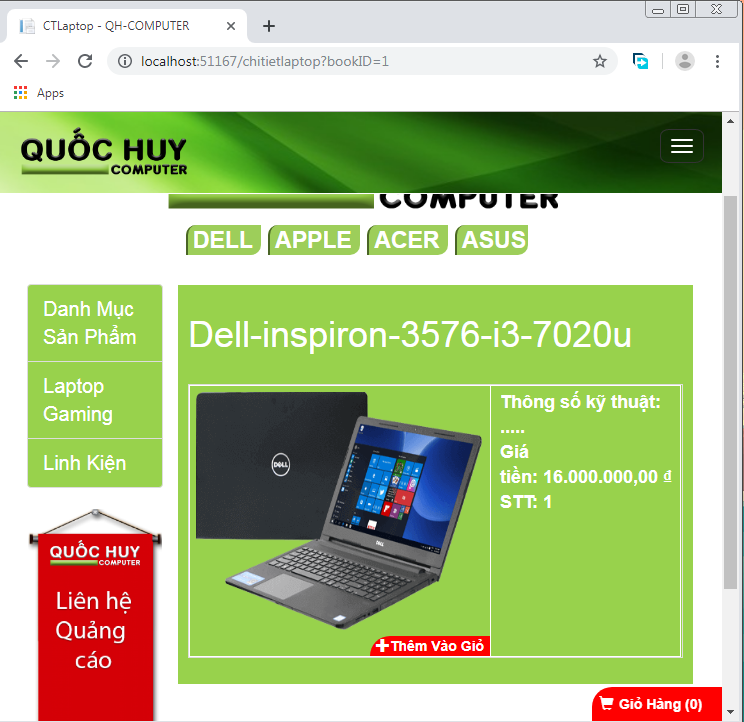 CTLaptop - QH-COMPUTER
localhost:51167/chitietlaptop?bookID=1
Apps
QUỐC HUY
COMPUTER
COMPUTER
DELL APPLE ACER ASUS
Danh Mục
Sản Phẩm
Laptop
Gaming
Linh Kiện
Dell-inspiron-3576-i3-7020u
DELL
DELL
Thông số kỹ thuật:
.....
Giá
tiền: 16.000.000,00 ₫
STT: 1
Thêm Vào Giỏ
QUỐC HUY
COMPUTER
Liên hệ
Quảng
cáo
Giỏ Hàng (0)